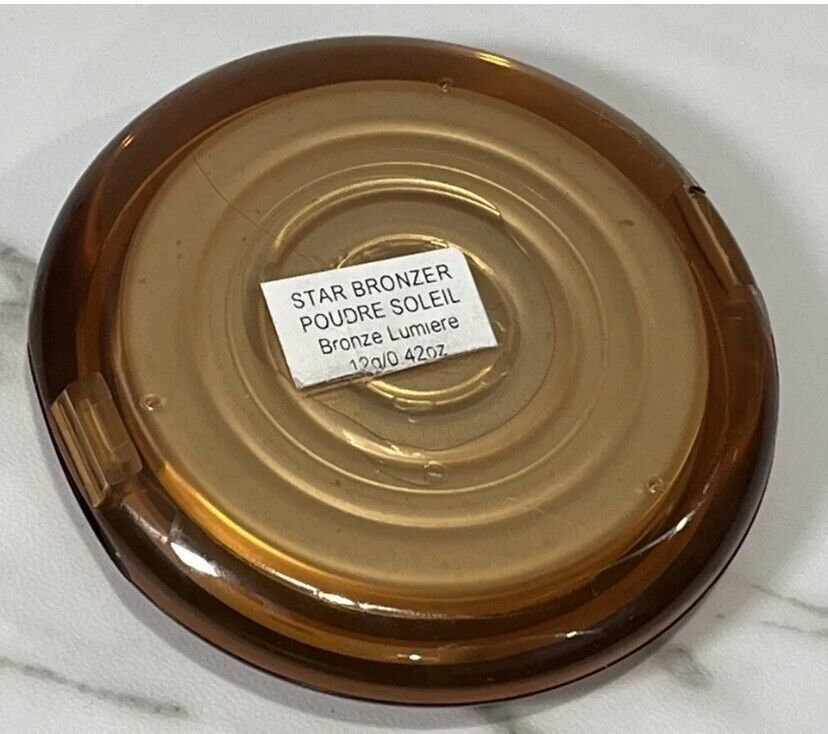 STAR BRONZER
POUDRE SOLEIL
Bronze Lumiere
12g/0.42oz